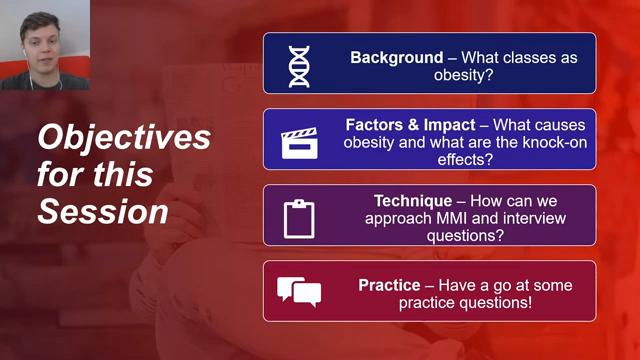 Objectives
for this
Session
Background – What classes as
obesity?
Factors & Impact – What causes
obesity and what are the knock-on
effects?
Technique – How can we
approach MMI and interview
questions?
Practice – Have a go at some
practice questions!